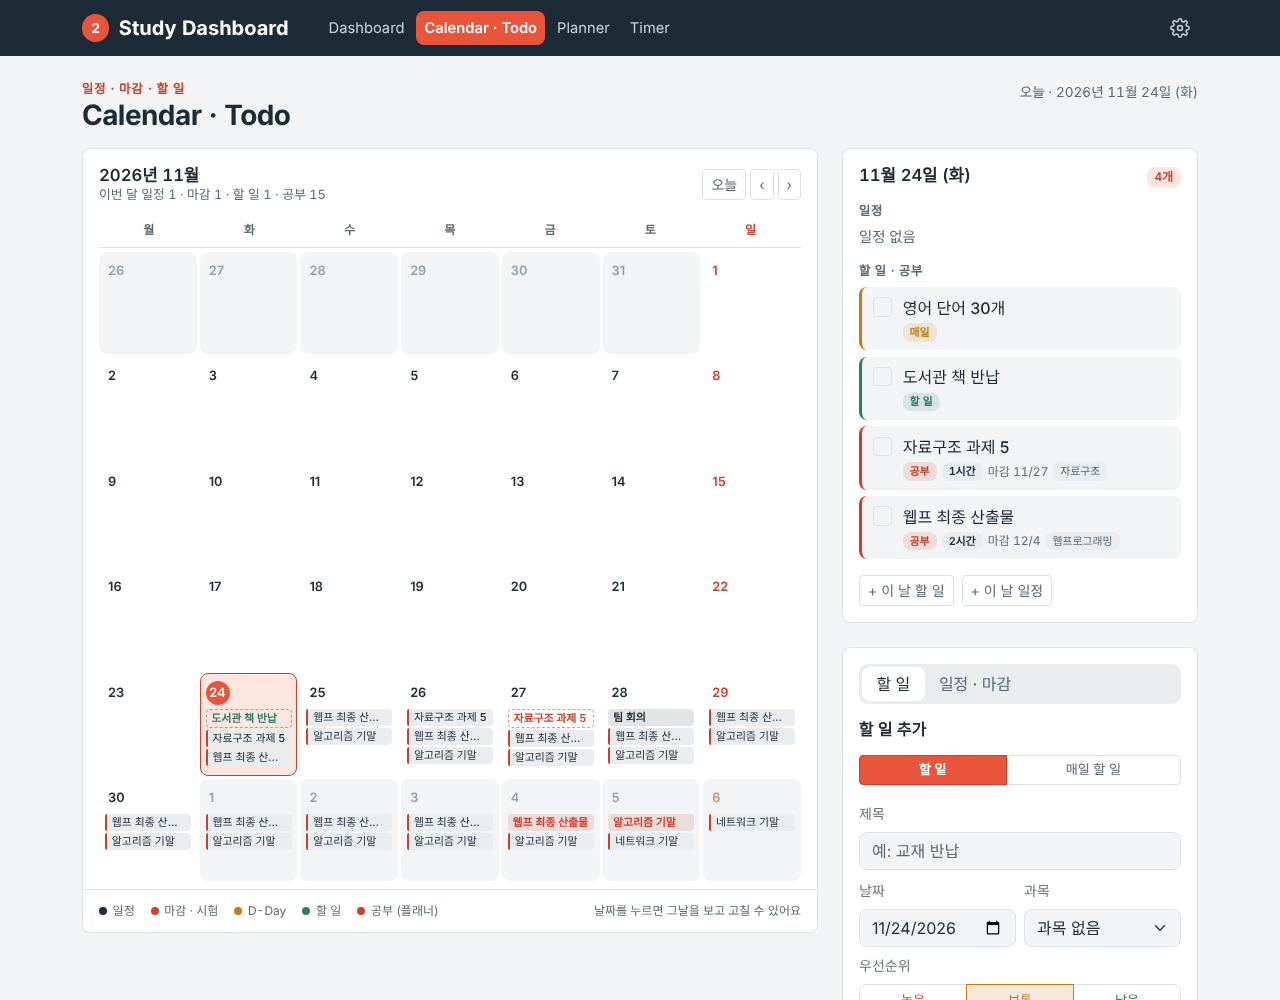 2 Study Dashboard Dashboard Calendar · Todo Planner Timer
일정 · 마감 · 할 일
Calendar · Todo
오늘 · 2026년 11월 24일 (화)
2026년 11월
이번 달 일정 1 · 마감 1 · 할 일 1 · 공부 15
오늘 ‹ ›
월 화 수 목 금 토 일
26 27 28 29 30 31 1
2 3 4 5 6 7 8
9 10 11 12 13 14 15
16 17 18 19 20 21 22
23 24 25 26 27 28 29
도서관 책 반납 웹프 최종 산... 자료구조 과제 5 자료구조 과제 5 팀 회의 웹프 최종 산...
자료구조 과제 5 알고리즘 기말 웹프 최종 산... 웹프 최종 산... 웹프 최종 산... 알고리즘 기말
웹프 최종 산... 알고리즘 기말 알고리즘 기말 알고리즘 기말
30 1 2 3 4 5 6
웹프 최종 산... 웹프 최종 산... 웹프 최종 산... 웹프 최종 산... 웹프 최종 산출물 알고리즘 기말 네트워크 기말
알고리즘 기말 알고리즘 기말 알고리즘 기말 알고리즘 기말 알고리즘 기말 네트워크 기말
일정 마감 · 시험 D-Day 할 일 공부 (플래너) 날짜를 누르면 그날을 보고 고칠 수 있어요
11월 24일 (화) 4개
일정
일정 없음
할 일 · 공부
영어 단어 30개
매일
도서관 책 반납
할 일
자료구조 과제 5
공부 1시간 마감 11/27 자료구조
웹프 최종 산출물
공부 2시간 마감 12/4 웹프로그래밍
+ 이 날 할 일 + 이 날 일정
할 일 일정 · 마감
할 일 추가
할 일 매일 할 일
제목
예: 교재 반납
날짜 과목
11/24/2026 과목 없음
우선순위
높음 보통 낮음